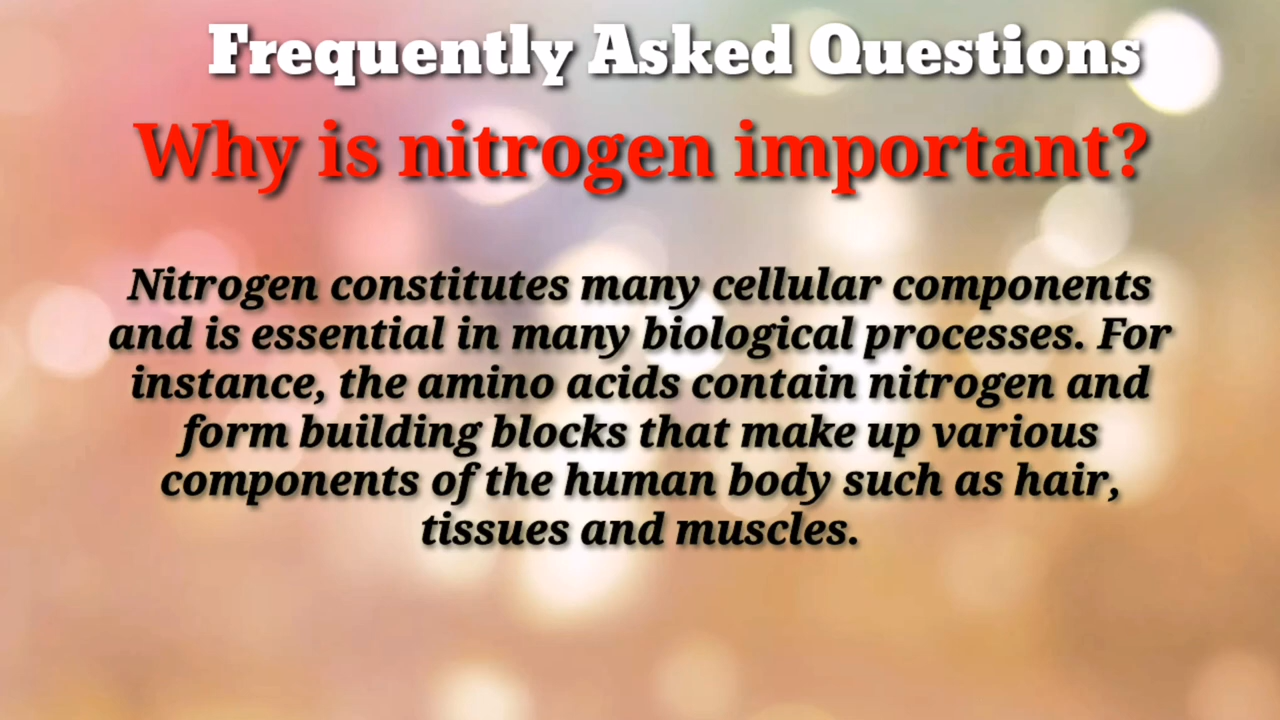 Frequently Asked Questions
Why is nitrogen important?
Nitrogen constitutes many cellular components
and is essential in many biological processes. For
instance, the amino acids contain nitrogen and
form building blocks that make up various
components of the human body such as hair,
tissues and muscles.